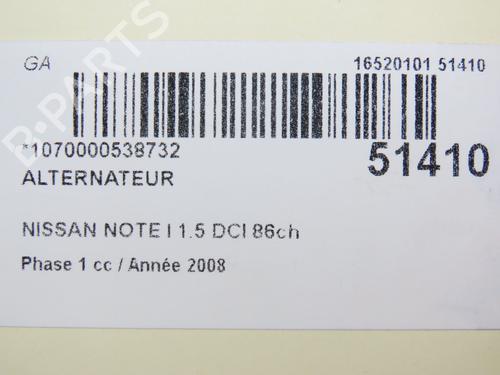 GA 16520101 51410
*1070000538732 51410
ALTERNATEUR
NISSAN NOTE I 1.5 DCI 86ch
Phase 1 cc / Année 2008
B-PARTS